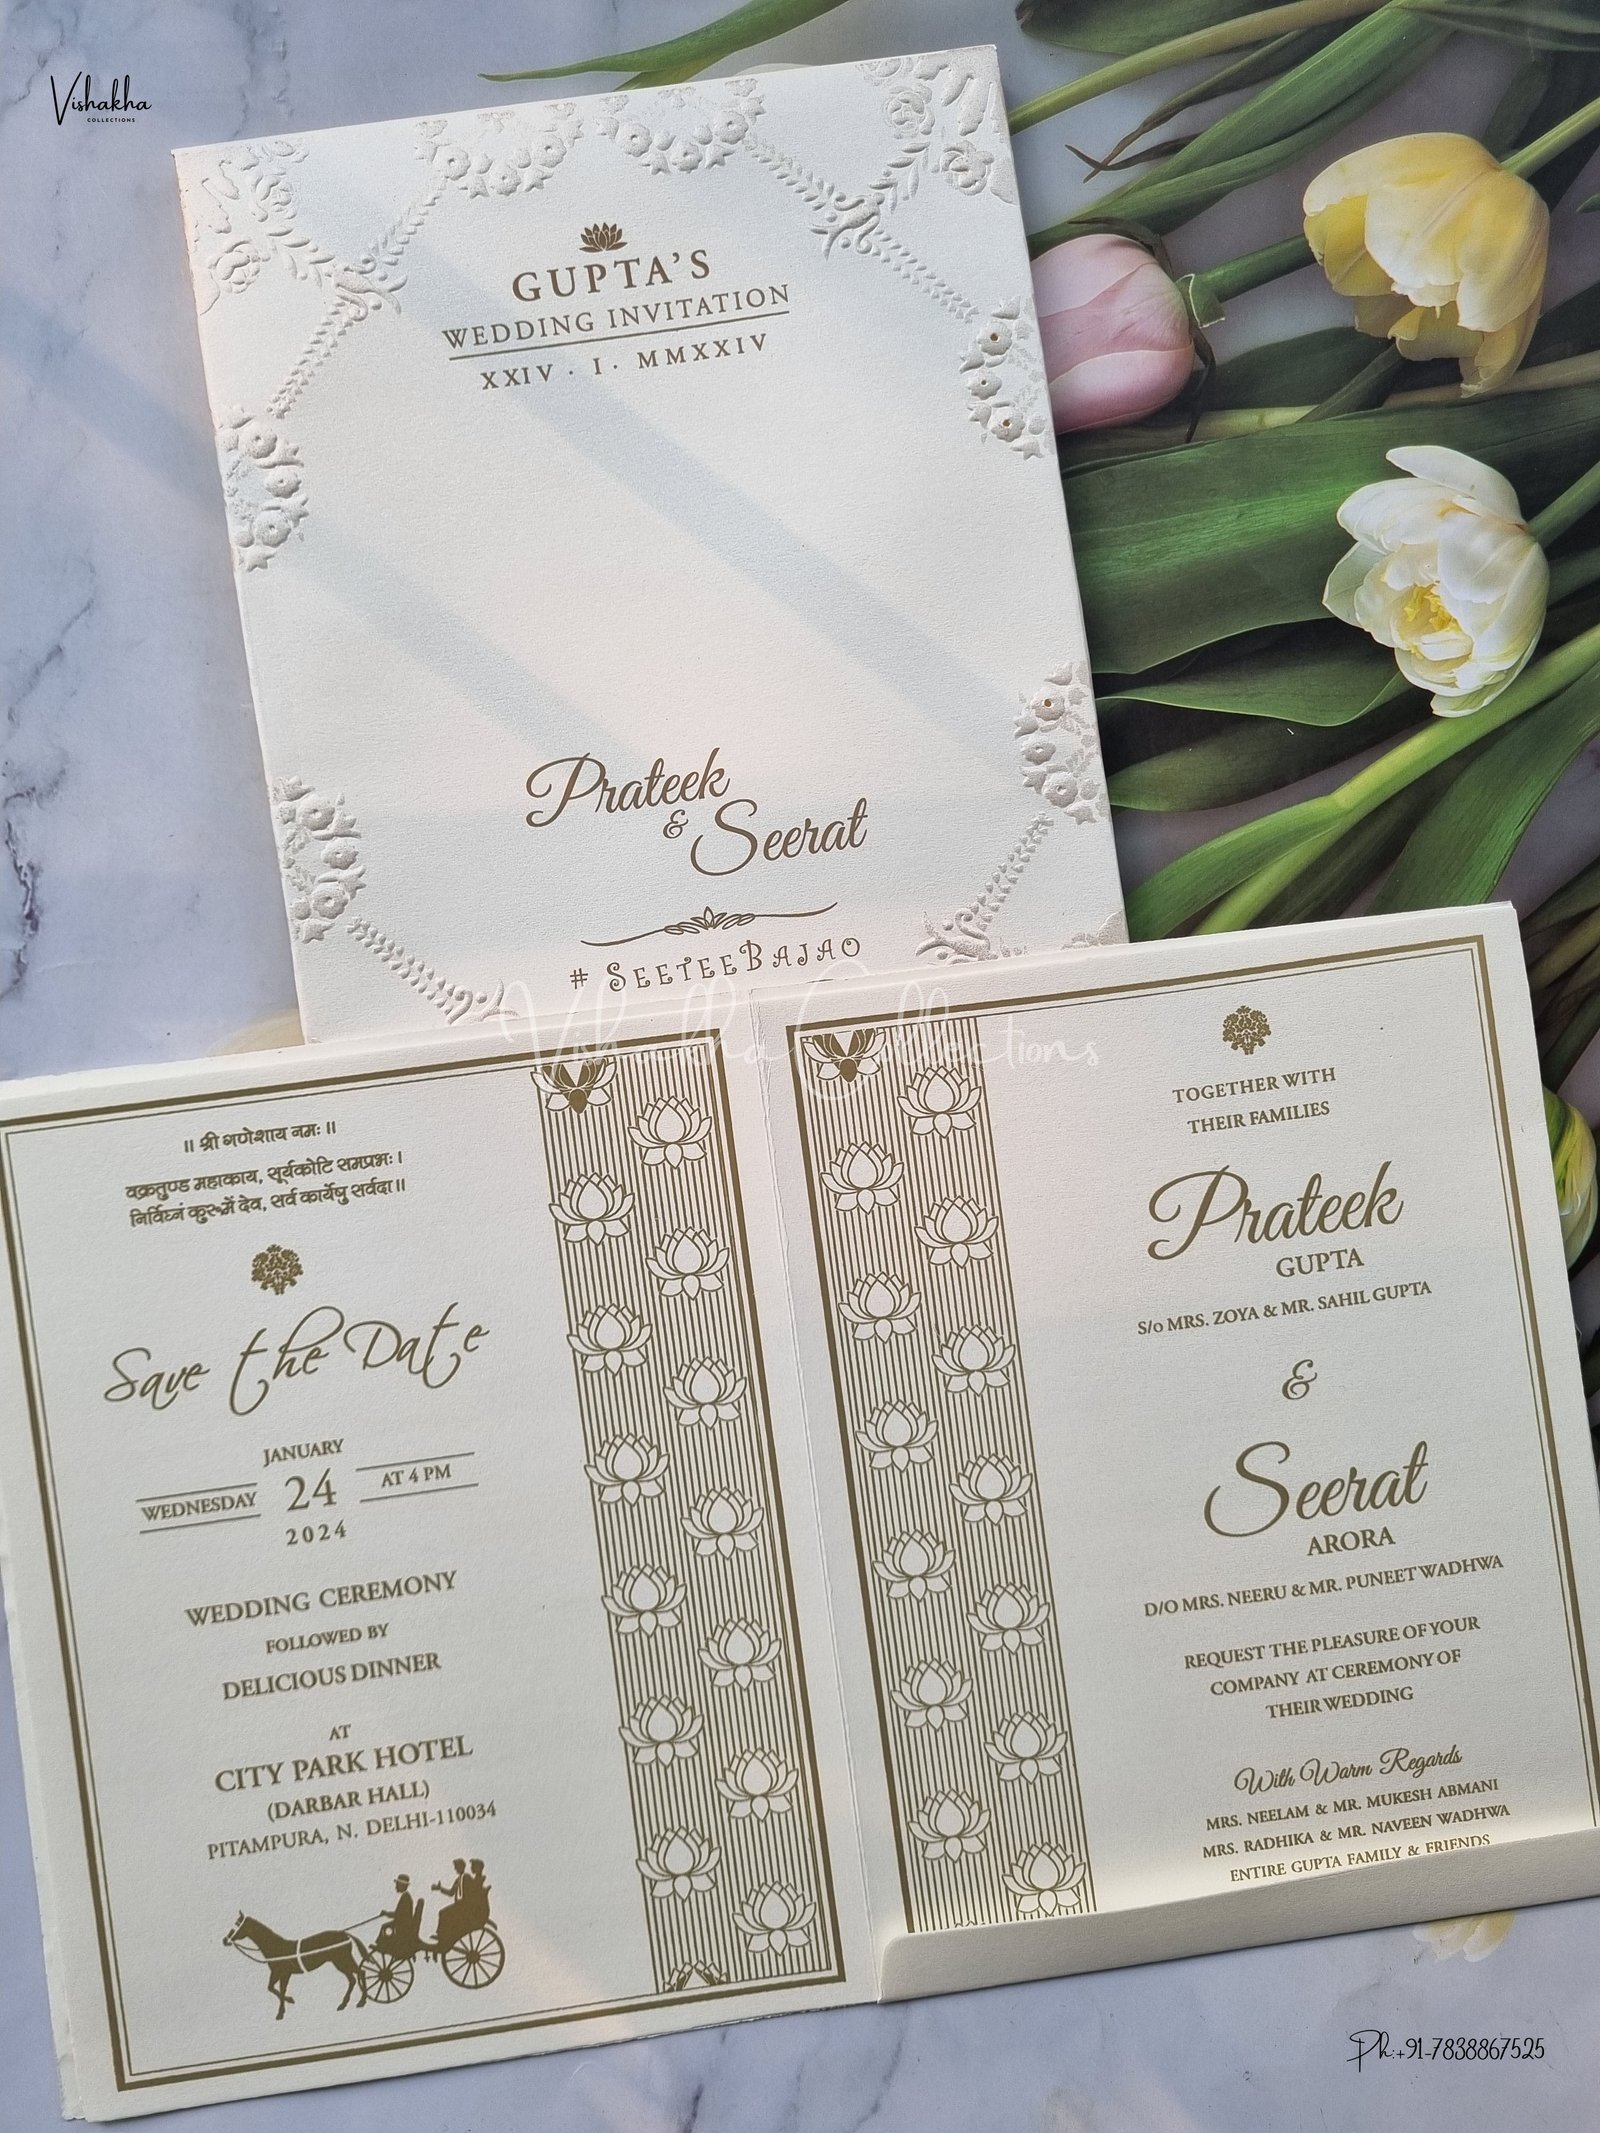 Vishakha
COLLECTIONS
GUPTA'S
WEDDING INVITATION
XXIV . I . MMXXIV
Prateek
&
Seerat
# SEETEEBAJAO
Vishakha Collections
॥ श्री गणेशाय नमः ॥
वक्रतुण्ड महाकाय, सूर्यकोटि समप्रभः।
निर्विघ्नं कुरूमें देव, सर्व कार्येषु सर्वदा॥
Save the Date
JANUARY
WEDNESDAY 24 AT 4 PM
2024
WEDDING CEREMONY
FOLLOWED BY
DELICIOUS DINNER
AT
CITY PARK HOTEL
(DARBAR HALL)
PITAMPURA, N. DELHI-110034
TOGETHER WITH
THEIR FAMILIES
Prateek
GUPTA
S/o MRS. ZOYA & MR. SAHIL GUPTA
&
Seerat
ARORA
D/O MRS. NEERU & MR. PUNEET WADHWA
REQUEST THE PLEASURE OF YOUR
COMPANY AT CEREMONY OF
THEIR WEDDING
With Warm Regards
MRS. NEELAM & MR. MUKESH ABMANI
MRS. RADHIKA & MR. NAVEEN WADHWA
ENTIRE GUPTA FAMILY & FRIENDS
Ph:+91-7838867525